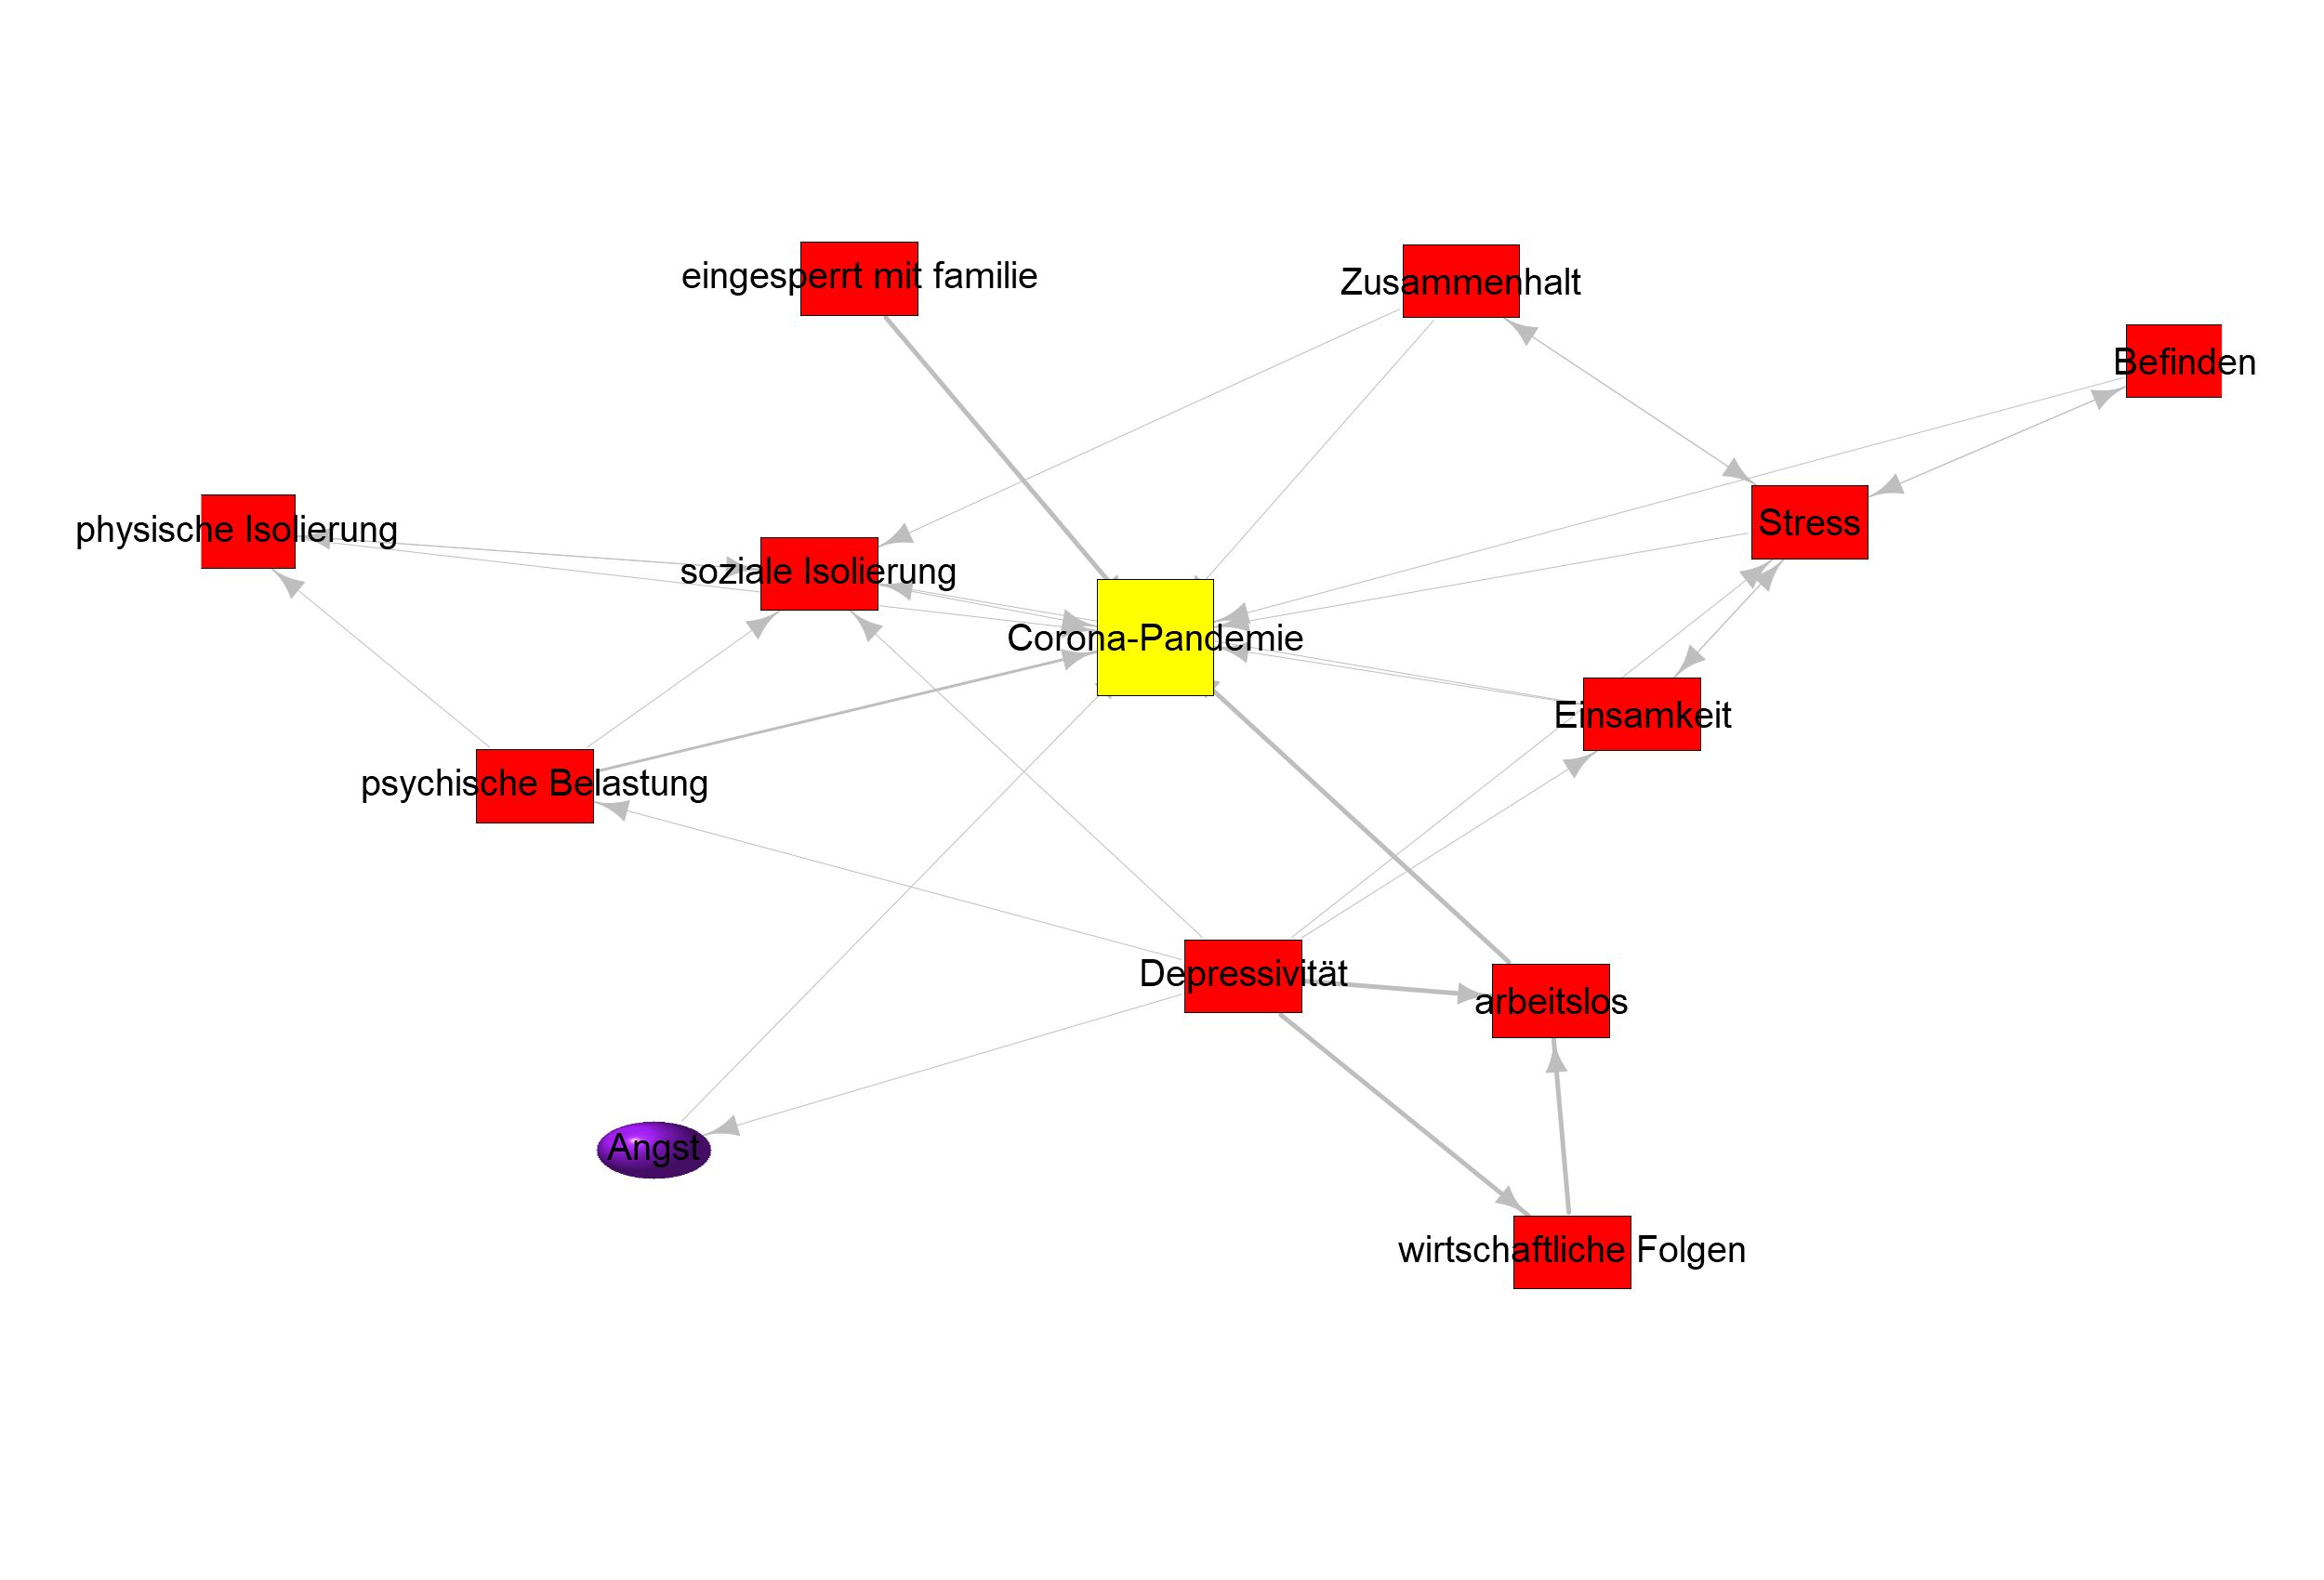 eingesperrt mit familie
Zusammenhalt
Befinden
physische Isolierung
Stress
soziale Isolierung
Corona-Pandemie
Einsamkeit
psychische Belastung
Depressivität
arbeitslos
Angst
wirtschaftliche Folgen